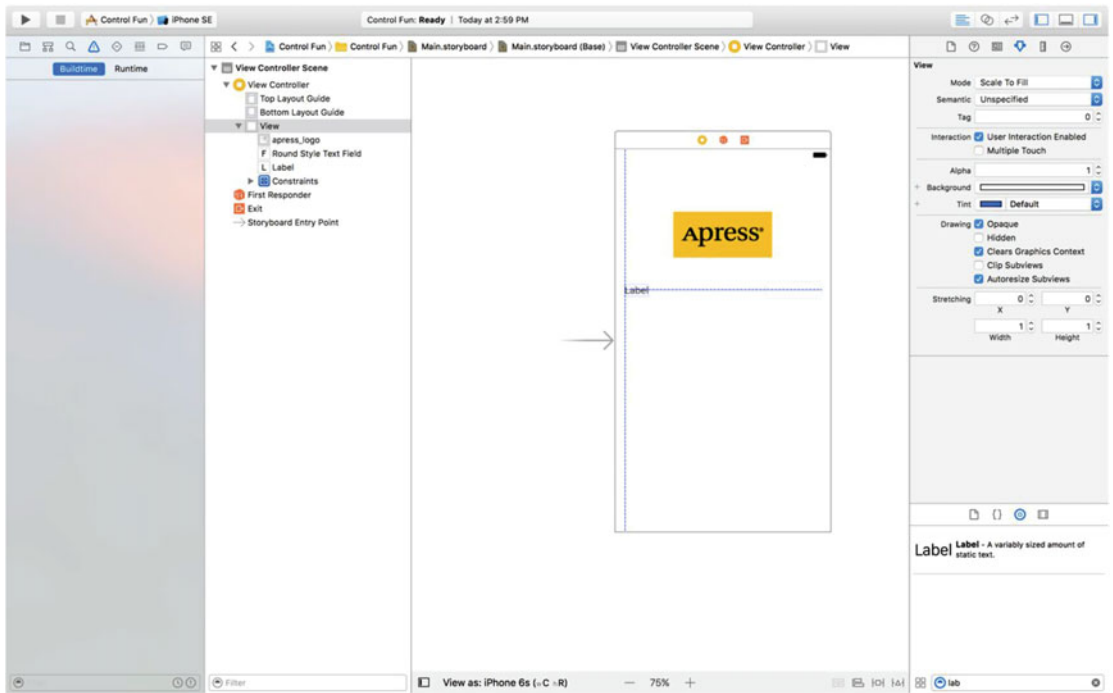 Control Fun
iPhone SE
Control Fun: Ready | Today at 2:59 PM
Buildtime
Runtime
Control Fun
Control Fun
Main.storyboard
Main.storyboard (Base)
View Controller Scene
View Controller
View
View Controller Scene
View Controller
Top Layout Guide
Bottom Layout Guide
View
apress_logo
F Round Style Text Field
L Label
Constraints
First Responder
Exit
Storyboard Entry Point
Filter
Apress®
Label
View as: iPhone 6s (wC hR)
— 75% +
View
Mode Scale To Fill
Semantic Unspecified
Tag 0
Interaction User Interaction Enabled
Multiple Touch
Alpha 1
Background
Tint Default
Drawing Opaque
Hidden
Clears Graphics Context
Clip Subviews
Autoresize Subviews
Stretching 0 0
X Y
1 1
Width Height
Label
Label - A variably sized amount of
static text.
lab